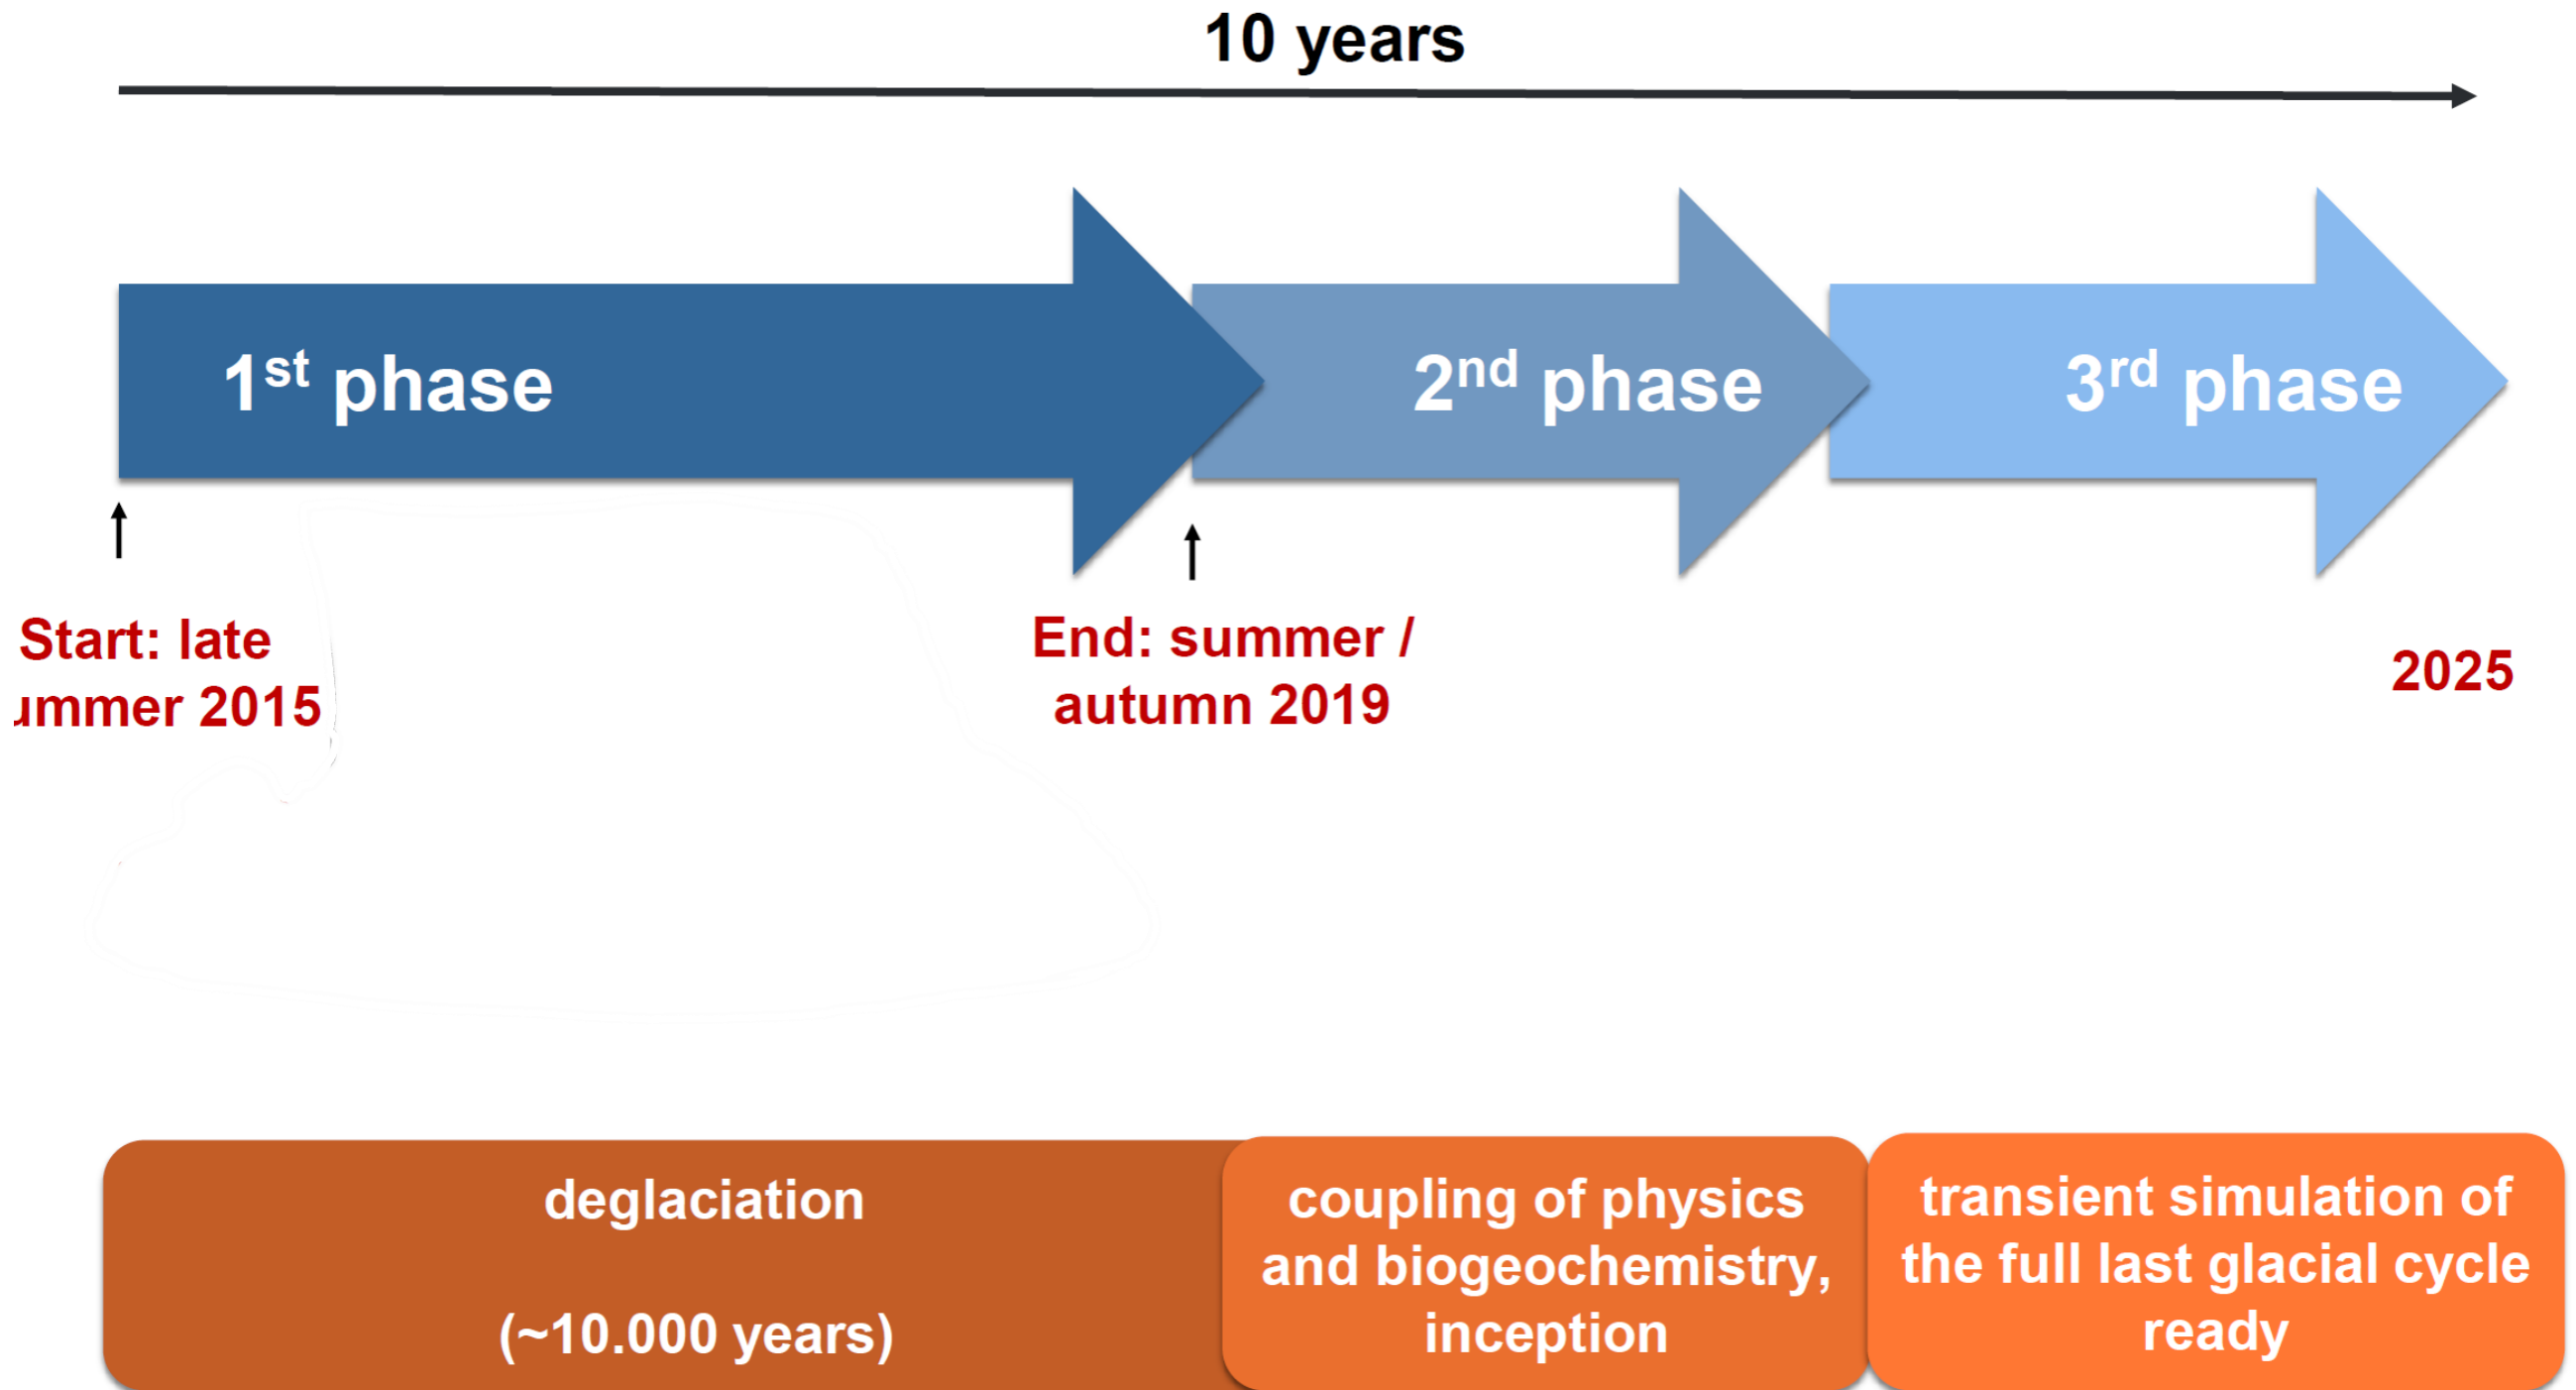 10 years
1st phase
2nd phase
3rd phase
Start: late
ummer 2015
End: summer /
autumn 2019
2025
deglaciation
(~10.000 years)
coupling of physics
and biogeochemistry,
inception
transient simulation of
the full last glacial cycle
ready